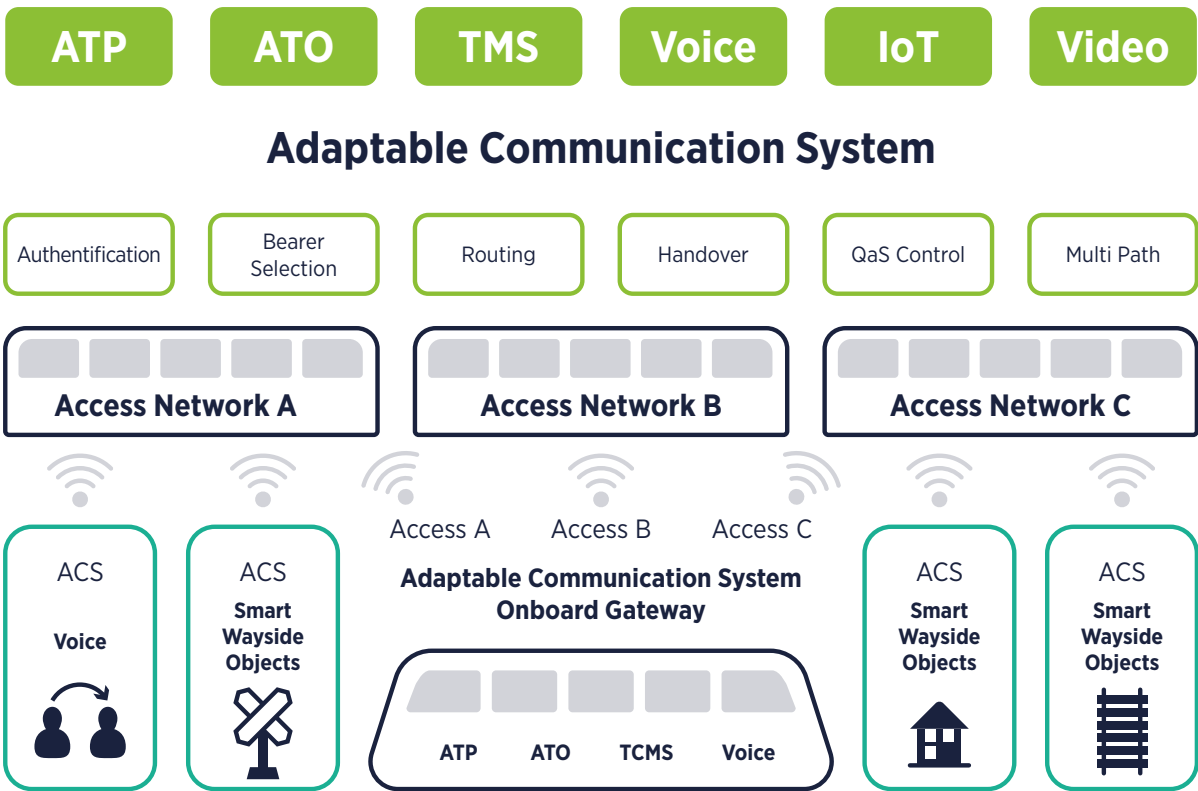 ATP
ATO
TMS
Voice
IoT
Video
Adaptable Communication System
Authentification
Bearer
Selection
Routing
Handover
QaS Control
Multi Path
Access Network A
Access Network B
Access Network C
Access A
Access B
Access C
ACS
Voice
ACS
Smart
Wayside
Objects
Adaptable Communication System
Onboard Gateway
ATP
ATO
TCMS
Voice
ACS
Smart
Wayside
Objects
ACS
Smart
Wayside
Objects